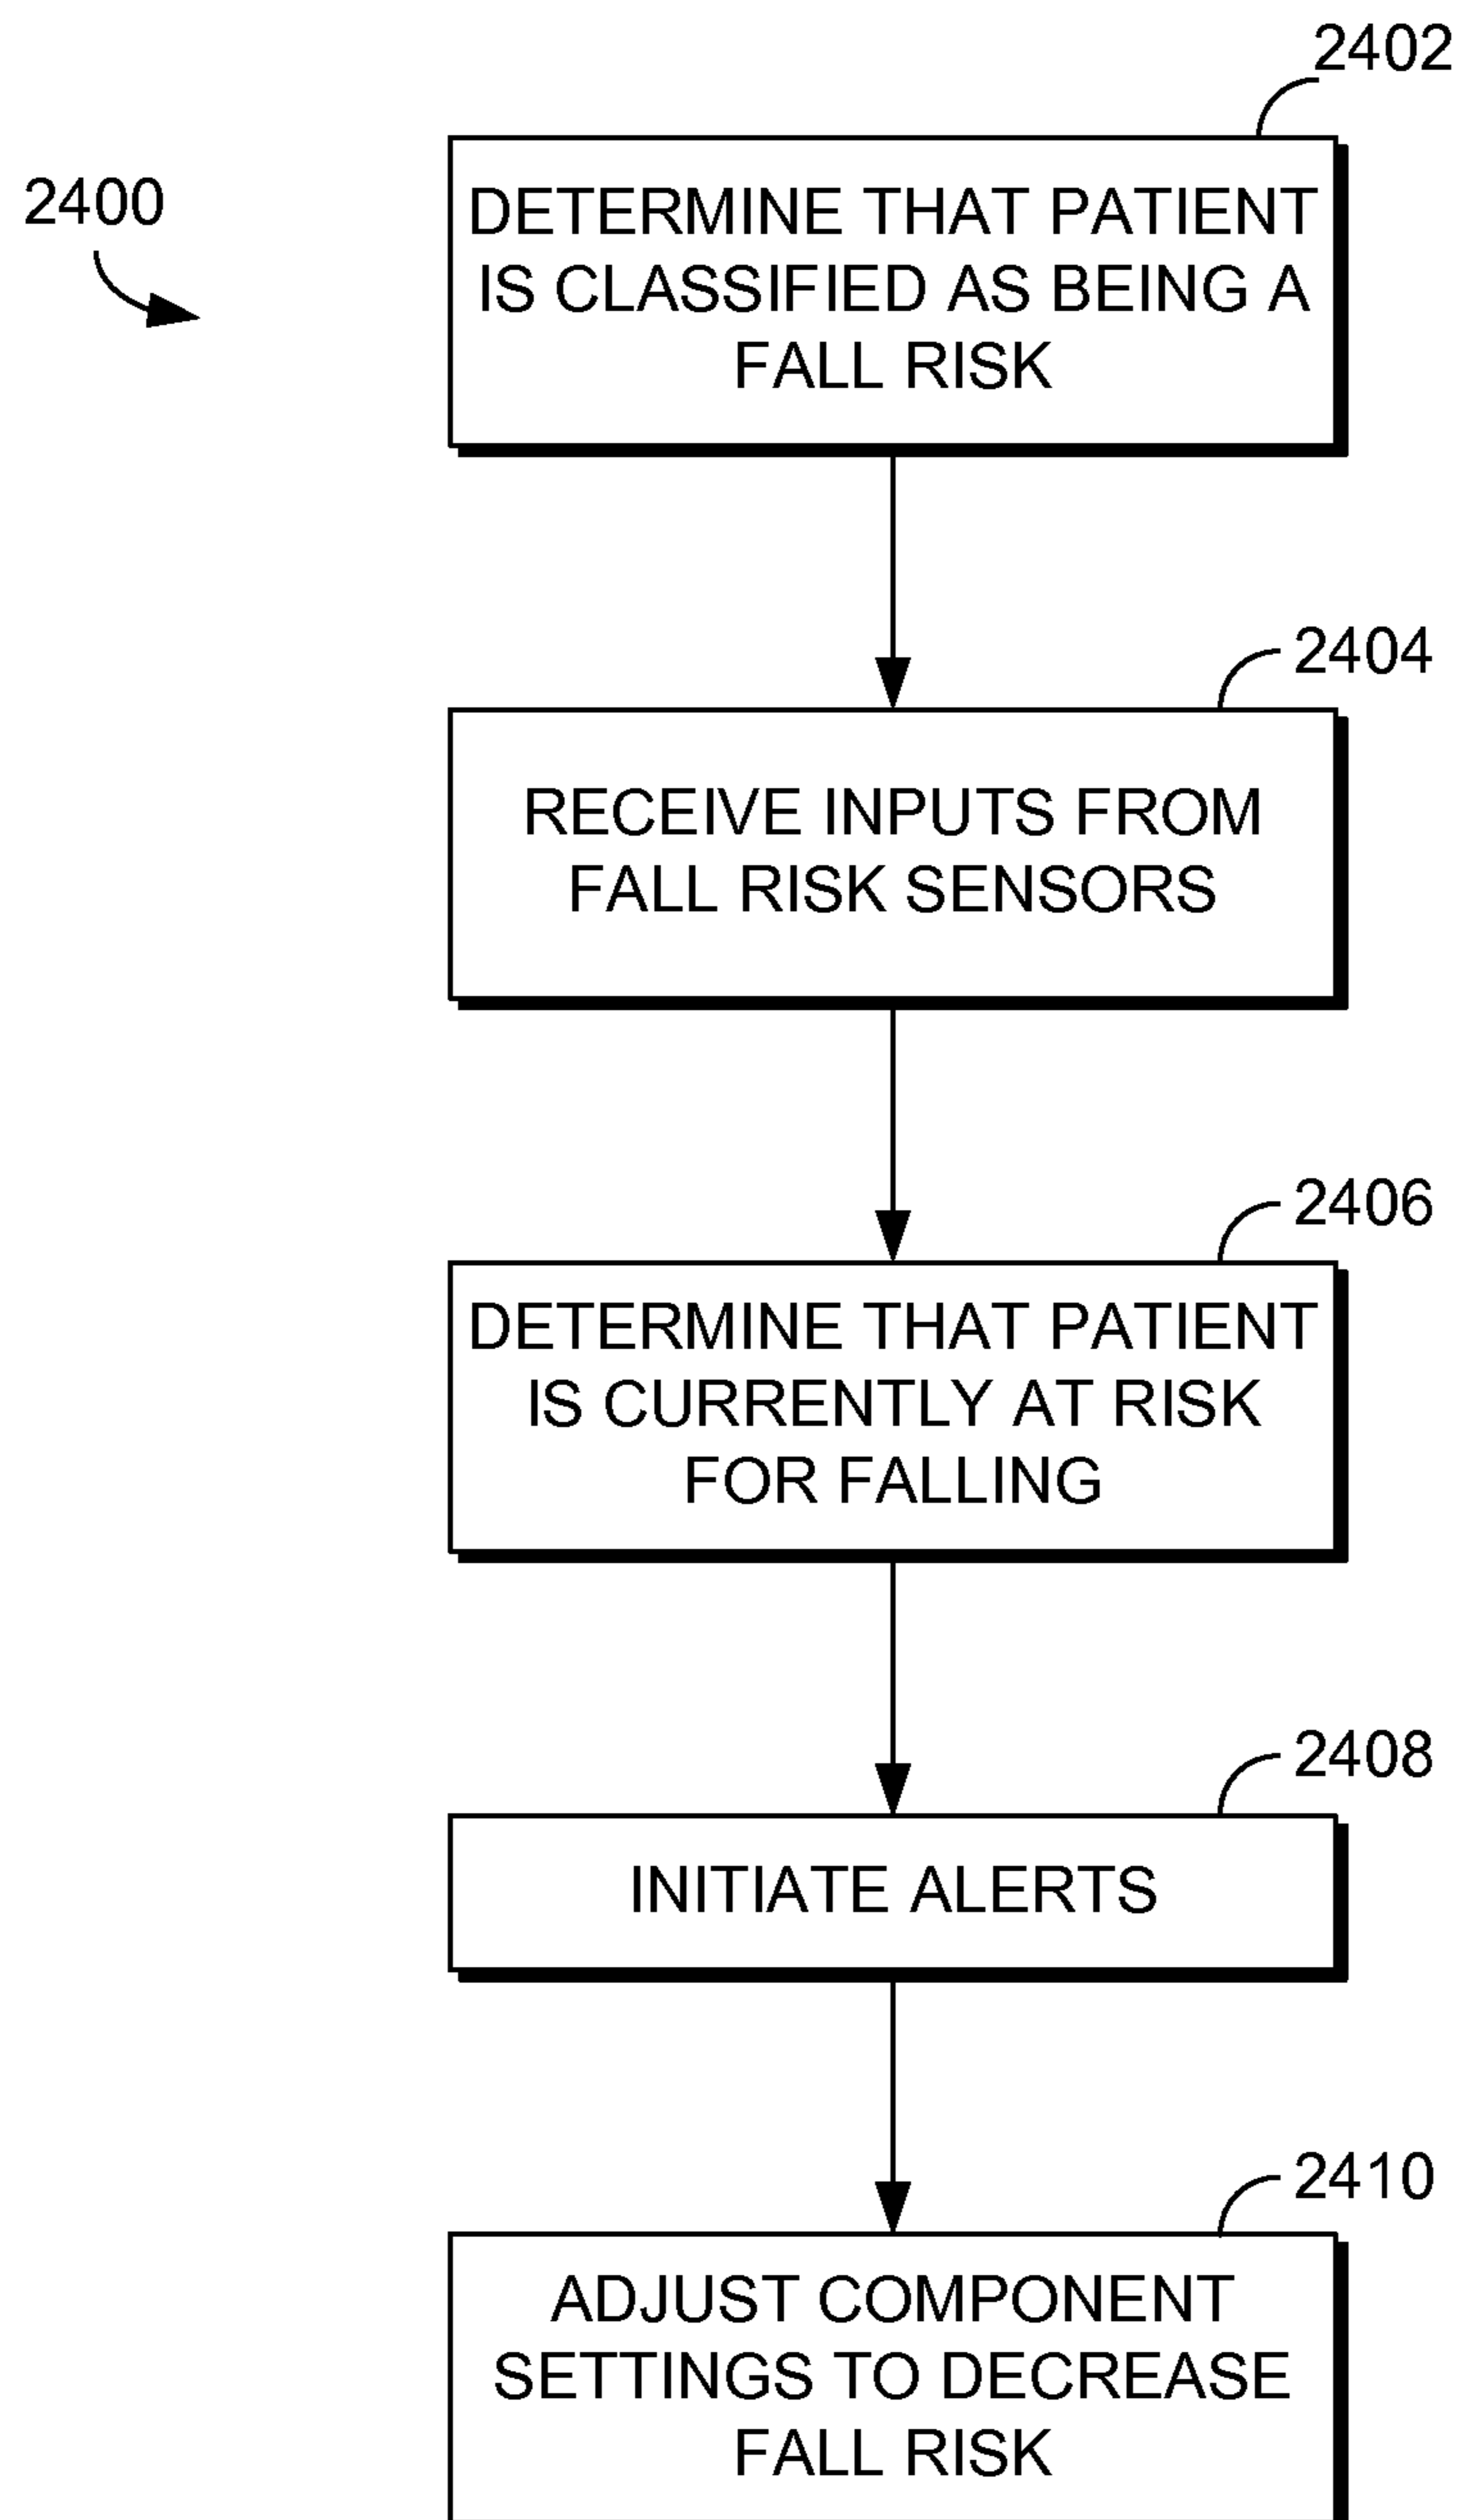 2402
2400
DETERMINE THAT PATIENT
IS CLASSIFIED AS BEING A
FALL RISK
2404
RECEIVE INPUTS FROM
FALL RISK SENSORS
2406
DETERMINE THAT PATIENT
IS CURRENTLY AT RISK
FOR FALLING
2408
INITIATE ALERTS
2410
ADJUST COMPONENT
SETTINGS TO DECREASE
FALL RISK